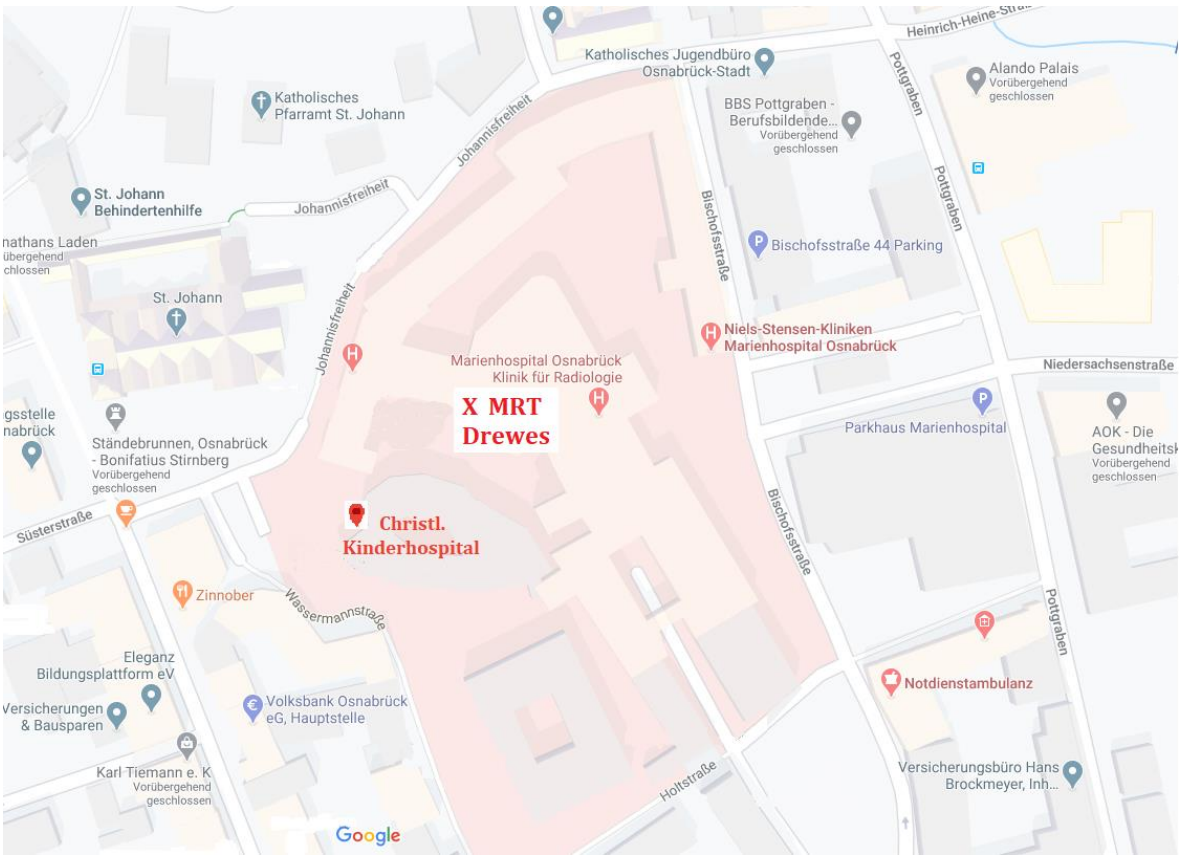 Heinrich-Heine-Straß
Katholisches Jugendbüro
Osnabrück-Stadt
Pottgraben
Alando Palais
Vorübergehend
geschlossen
Katholisches
Pfarramt St. Johann
Johannisfreiheit
BBS Pottgraben -
Berufsbildende...
Vorübergehend
geschlossen
St. Johann
Behindertenhilfe
Johannisfreiheit
Bischofsstraße
Pottgraben
nathans Laden
übergehend
chlossen
P Bischofsstraße 44 Parking
St. Johann
Johannisfreiheit
H
H Niels-Stensen-Kliniken
Marienhospital Osnabrück
Marienhospital Osnabrück
Klinik für Radiologie
H
Niedersachsenstraße
X MRT
Drewes
P
Parkhaus Marienhospital
ngsstelle
nabrück
Ständebrunnen, Osnabrück
- Bonifatius Stirnberg
Vorübergehend
geschlossen
AOK - Die
Gesundheitsk
Vorübergehend
geschlossen
Süsterstraße
Christl.
Kinderhospital
Bischofsstraße
Zinnober
Wassermannstraße
Pottgraben
Eleganz
Bildungsplattform eV
Notdienstambulanz
Versicherungen
& Bausparen
€ Volksbank Osnabrück
eG, Hauptstelle
Karl Tiemann e. K
Vorübergehend
geschlossen
Holtstraße
Versicherungsbüro Hans
Brockmeyer, Inh...
Google